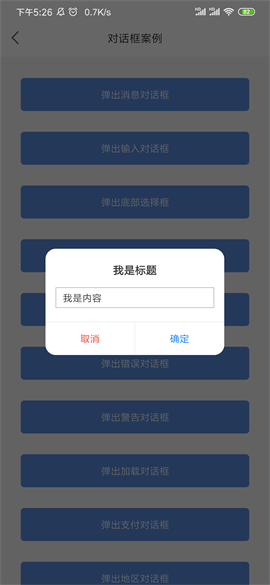 下午5:26 0.7K/s 82
对话框案例
弹出消息对话框
弹出输入对话框
弹出底部选择框
我是标题
我是内容
取消 确定
弹出错误对话框
弹出警告对话框
弹出加载对话框
弹出支付对话框
弹出地区对话框